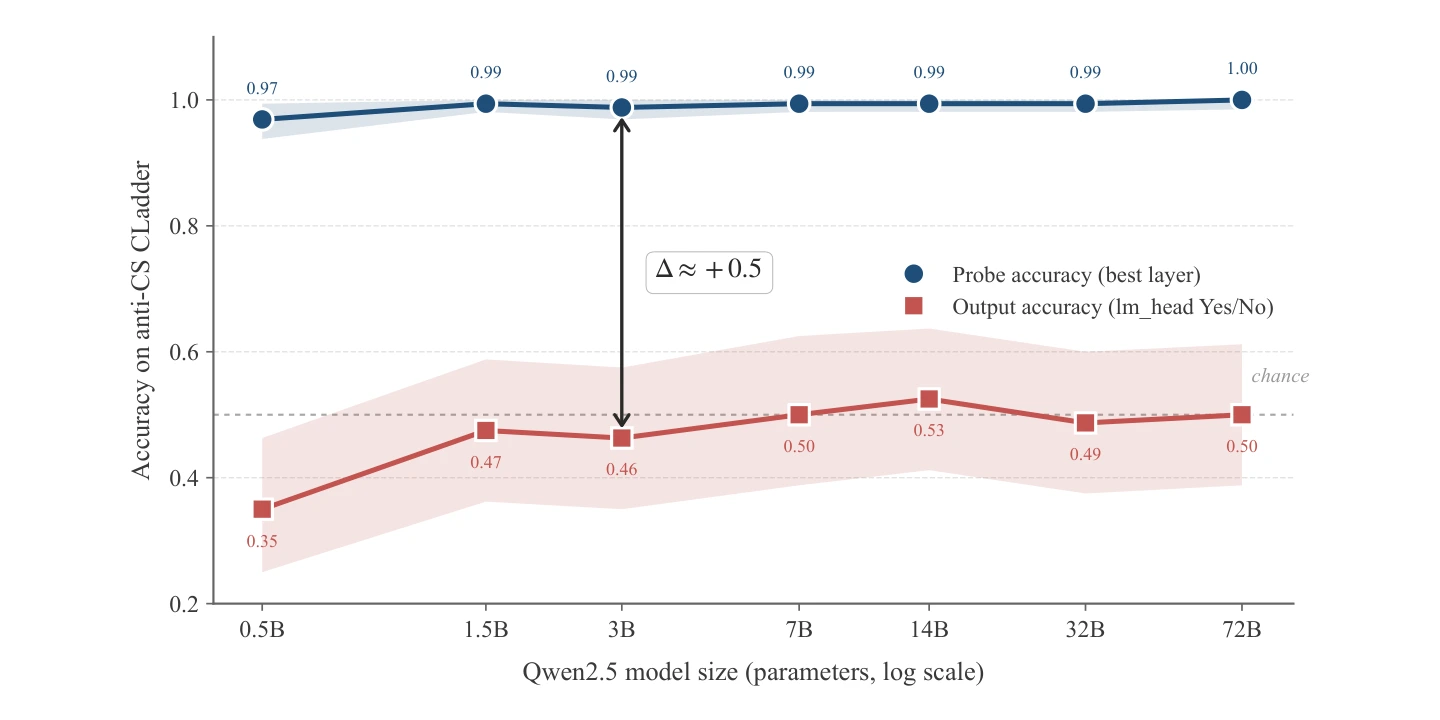 0.97
0.99
0.99
0.99
0.99
0.99
1.00
1.0
0.8
0.6
0.4
0.2
Accuracy on anti-CS CLadder
Δ ≈ +0.5
Probe accuracy (best layer)
Output accuracy (lm_head Yes/No)
chance
0.35
0.47
0.46
0.50
0.53
0.49
0.50
0.5B
1.5B
3B
7B
14B
32B
72B
Qwen2.5 model size (parameters, log scale)